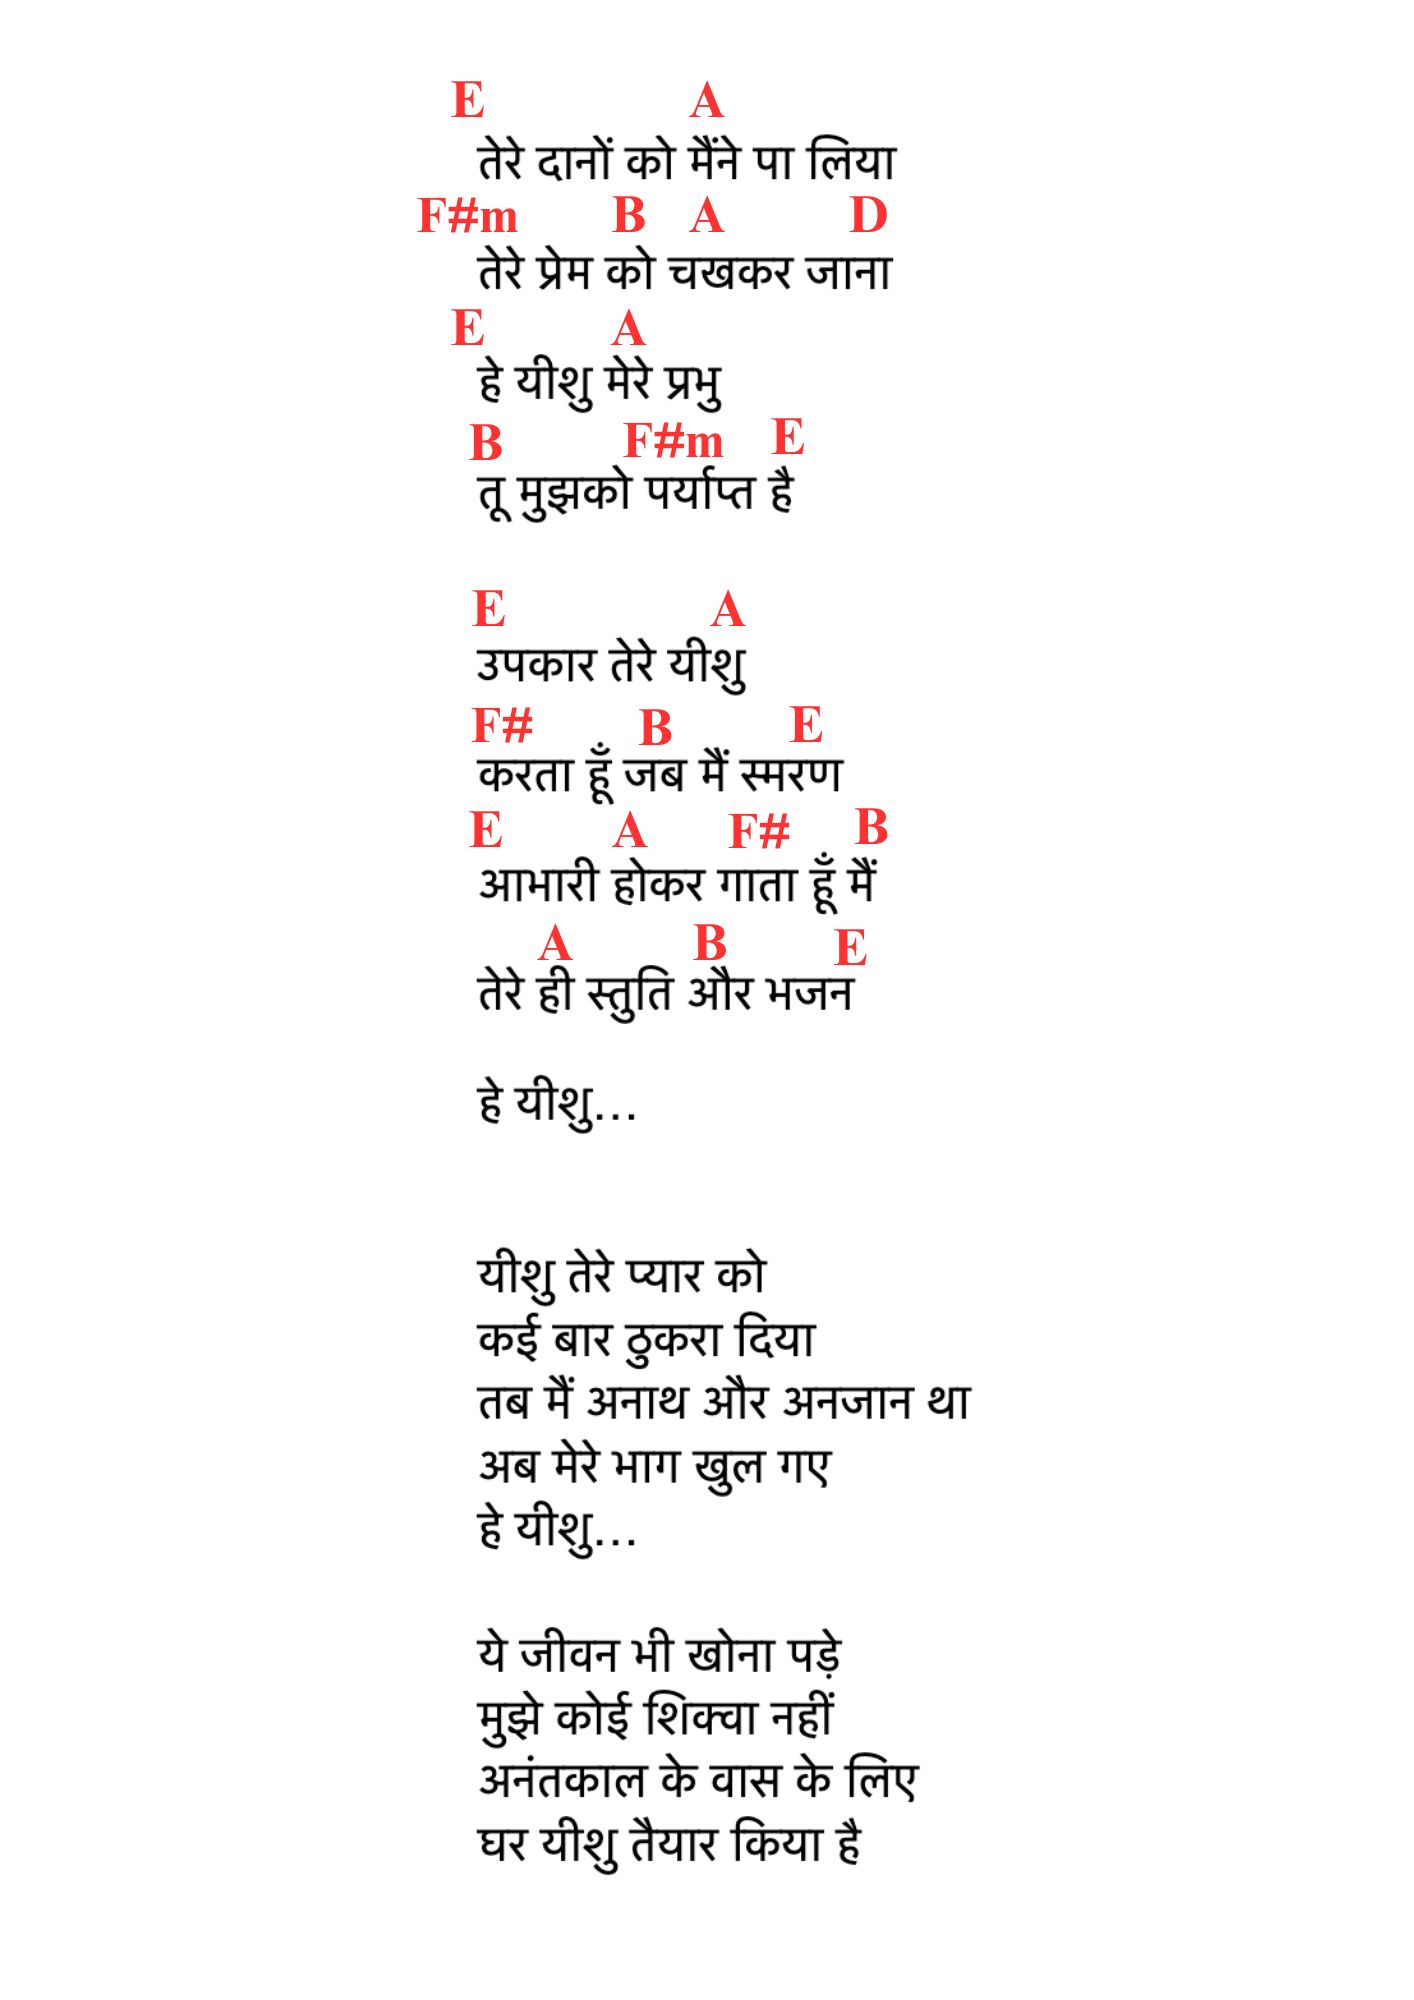 E A
तेरे दानों को मैंने पा लिया
F#m B A D
तेरे प्रेम को चखकर जाना
E A
हे यीशु मेरे प्रभु
B F#m E
तू मुझको पर्याप्त है
E A
उपकार तेरे यीशु
F# B E
करता हूँ जब मैं स्मरण
E A F# B
आभारी होकर गाता हूँ मैं
A B E
तेरे ही स्तुति और भजन
हे यीशु...
यीशु तेरे प्यार को
कई बार ठुकरा दिया
तब मैं अनाथ और अनजान था
अब मेरे भाग खुल गए
हे यीशु...
ये जीवन भी खोना पड़े
मुझे कोई शिक्वा नहीं
अनंतकाल के वास के लिए
घर यीशु तैयार किया है